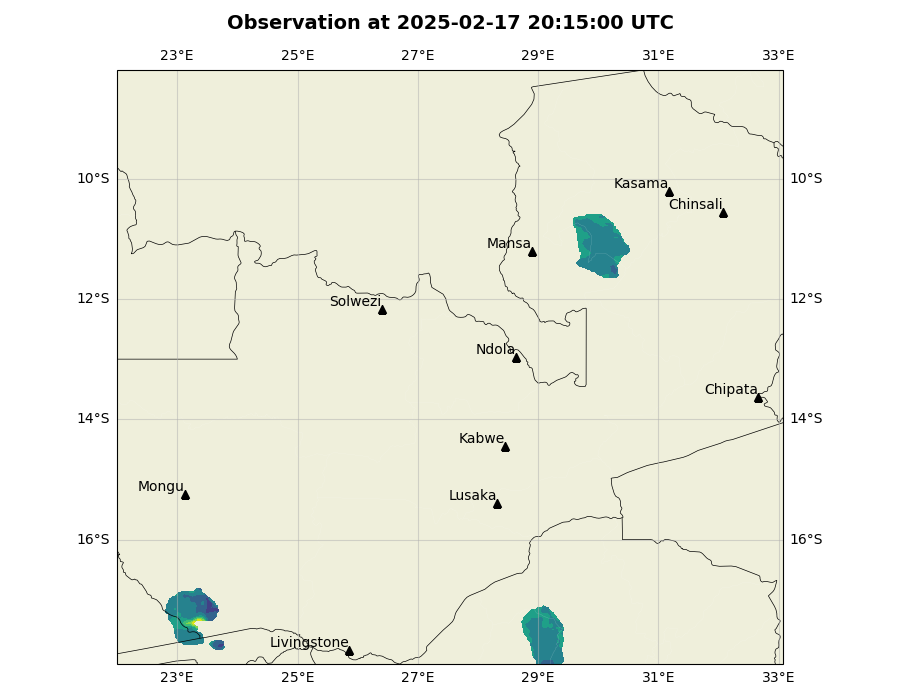 Observation at 2025-02-17 20:15:00 UTC
23°E 25°E 27°E 29°E 31°E 33°E
10°S 10°S
Kasama
Chinsali
Mansa
12°S 12°S
Solwezi
Ndola
Chipata
14°S 14°S
Kabwe
Mongu
Lusaka
16°S 16°S
Livingstone
23°E 25°E 27°E 29°E 31°E 33°E